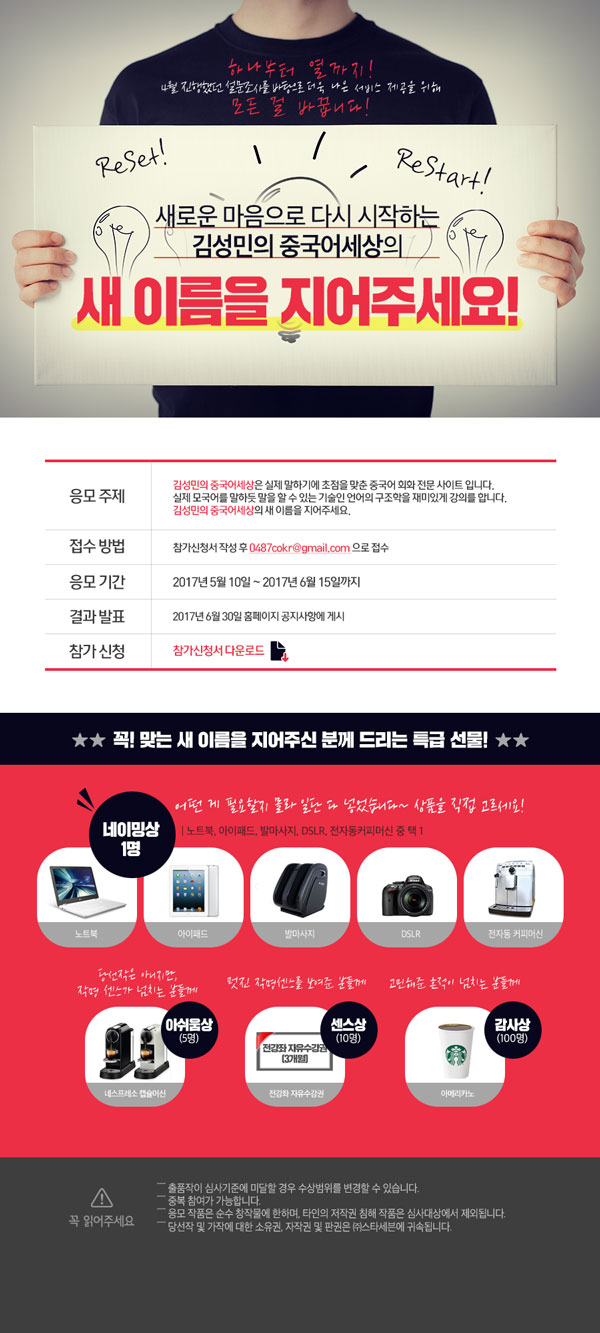 하나부터 열까지!
4월 진행했던 설문조사를 바탕으로 더욱 나은 서비스 제공을 위해
모든 걸 바꿉니다!
ReSet!
ReStart!
새로운 마음으로 다시 시작하는
김성민의 중국어세상의
새 이름을 지어주세요!
응모 주제
김성민의 중국어세상은 실제 말하기에 초점을 맞춘 중국어 회화 전문 사이트 입니다.
실제 모국어를 말하듯 말을 할 수 있는 기술인 언어의 구조학을 재미있게 강의를 합니다.
김성민의 중국어세상의 새 이름을 지어주세요.
접수 방법
참가신청서 작성 후 0487cokr@gmail.com 으로 접수
응모 기간
2017년 5월 10일 ~ 2017년 6월 15일까지
결과 발표
2017년 6월 30일 홈페이지 공지사항에 게시
참가 신청
참가신청서 다운로드
★★ 꼭! 맞는 새 이름을 지어주신 분께 드리는 특급 선물! ★★
네이밍상
1명
어떤 게 필요할지 몰라 일단 다 넣었습니다~ 상품을 직접 고르세요!
| 노트북, 아이패드, 발마사지, DSLR, 전자동커피머신 중 택 1
노트북
아이패드
발마사지
DSLR
전자동 커피머신
당선작은 아니지만,
작명 센스가 넘치는 분들께
아쉬움상
(5명)
네스프레소 캡슐머신
멋진 작명센스를 보여준 분들께
센스상
(10명)
전강좌 자유수강권
(3개월)
전강좌 자유수강권
고민해준 흔적이 넘치는 분들께
감사상
(100명)
아메리카노
꼭 읽어주세요
출품작이 심사기준에 미달할 경우 수상범위를 변경할 수 있습니다.
중복 참여가 가능합니다.
응모 작품은 순수 창작물에 한하며, 타인의 저작권 침해 작품은 심사대상에서 제외됩니다.
당선작 및 가작에 대한 소유권, 저작권 및 판권은 ㈜스타세븐에 귀속됩니다.